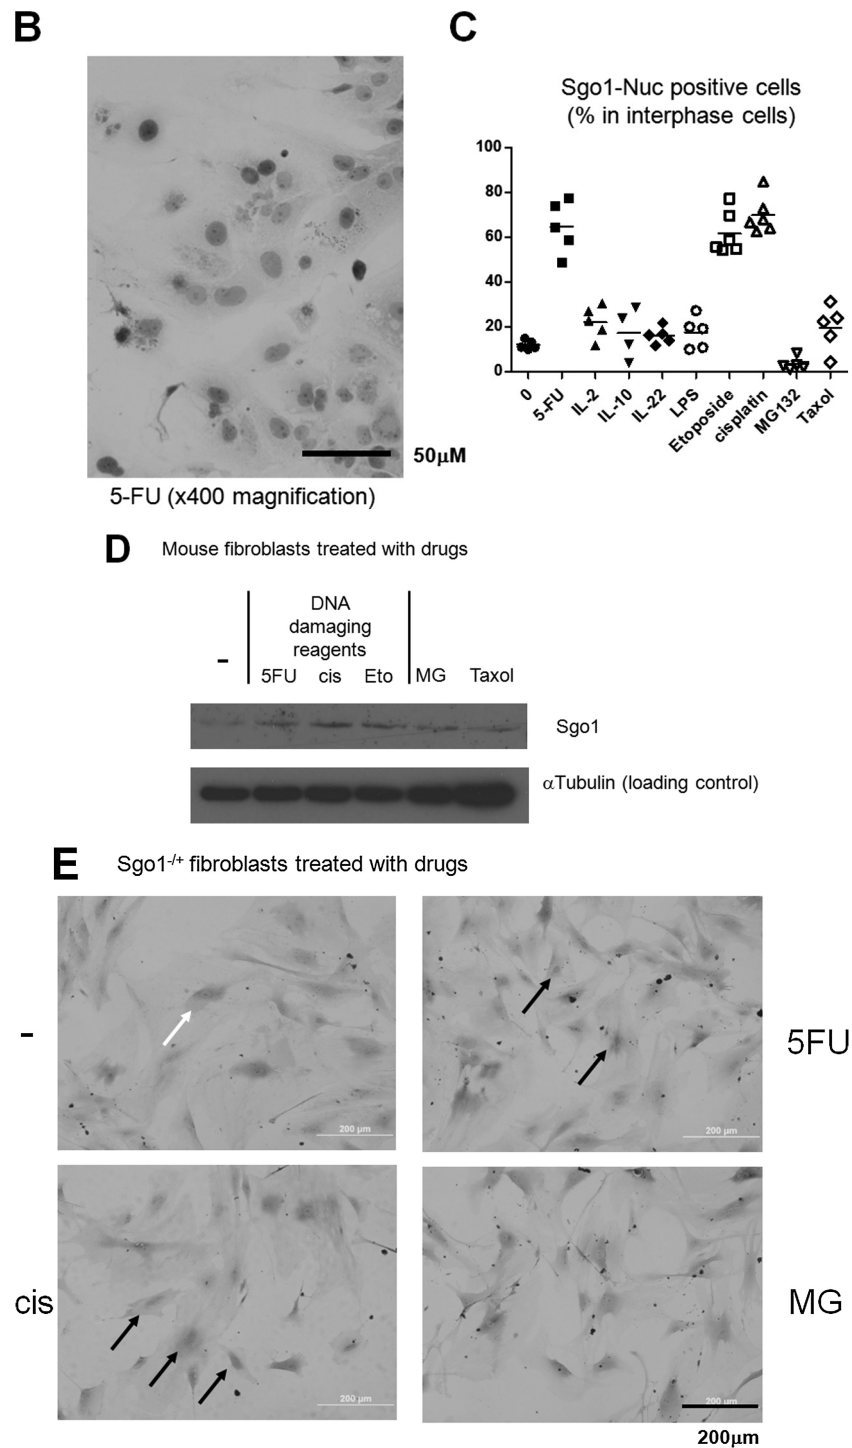 B
5-FU (x400 magnification)
50µM
C
Sgo1-Nuc positive cells
(% in interphase cells)
100
80
60
40
20
0
0
5-FU
IL-2
IL-10
IL-22
LPS
Etoposide
cisplatin
MG132
Taxol
D Mouse fibroblasts treated with drugs
DNA
damaging
reagents
- 5FU cis Eto MG Taxol
Sgo1
αTubulin (loading control)
E Sgo1-/+ fibroblasts treated with drugs
-
200 µm
5FU
200 µm
cis
200 µm
MG
200 µm
200µm